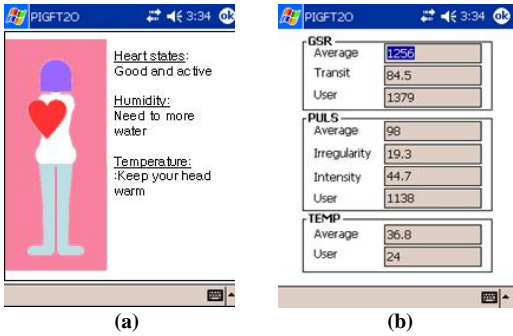 PIGFT2O 3:34 ok
Heart states:
Good and active
Humidity:
Need to more
water
Temperature:
:Keep your head
warm
(a)
PIGFT2O 3:34 ok
GSR
Average 1256
Transit 84.5
User 1379
PULS
Average 98
Irregularity 19.3
Intensity 44.7
User 1138
TEMP
Average 36.8
User 24
(b)